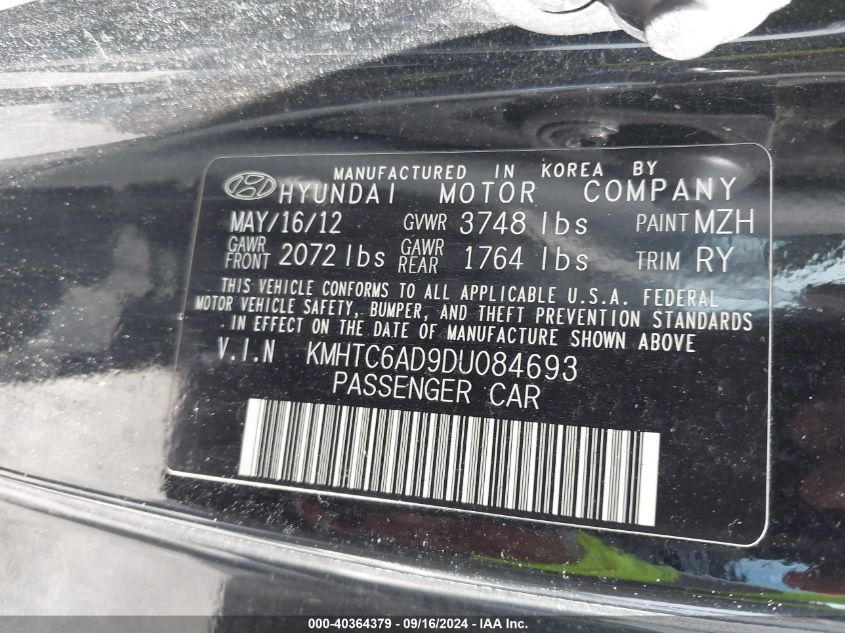 MANUFACTURED IN KOREA BY
HYUNDAI MOTOR COMPANY
MAY/16/12 GVWR 3748 lbs PAINT MZH
GAWR FRONT 2072 lbs GAWR REAR 1764 lbs TRIM RY
THIS VEHICLE CONFORMS TO ALL APPLICABLE U.S.A. FEDERAL
MOTOR VEHICLE SAFETY, BUMPER, AND THEFT PREVENTION STANDARDS
IN EFFECT ON THE DATE OF MANUFACTURE SHOWN ABOVE
V.I.N KMHTC6AD9DU084693
PASSENGER CAR
000-40364379 - 09/16/2024 - IAA Inc.